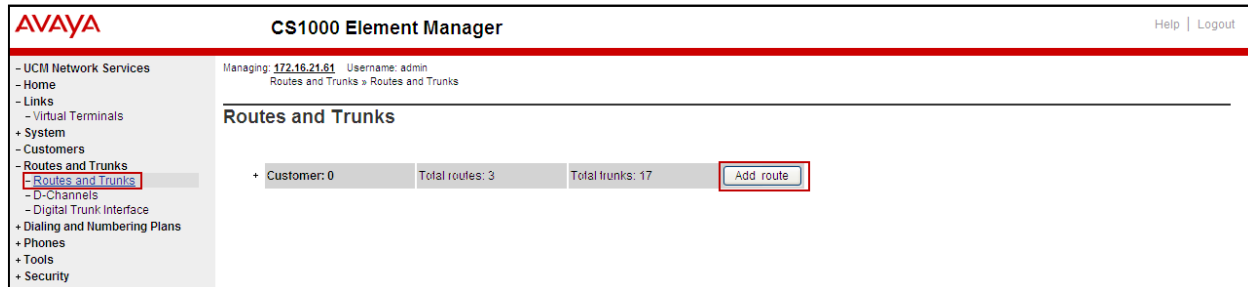 AVAYA
CS1000 Element Manager
Help | Logout
- UCM Network Services
- Home
- Links
- Virtual Terminals
+ System
- Customers
- Routes and Trunks
- Routes and Trunks
- D-Channels
- Digital Trunk Interface
+ Dialing and Numbering Plans
+ Phones
+ Tools
+ Security
Managing: 172.16.21.61 Username: admin
Routes and Trunks » Routes and Trunks
Routes and Trunks
+ Customer: 0 Total routes: 3 Total trunks: 17 Add route